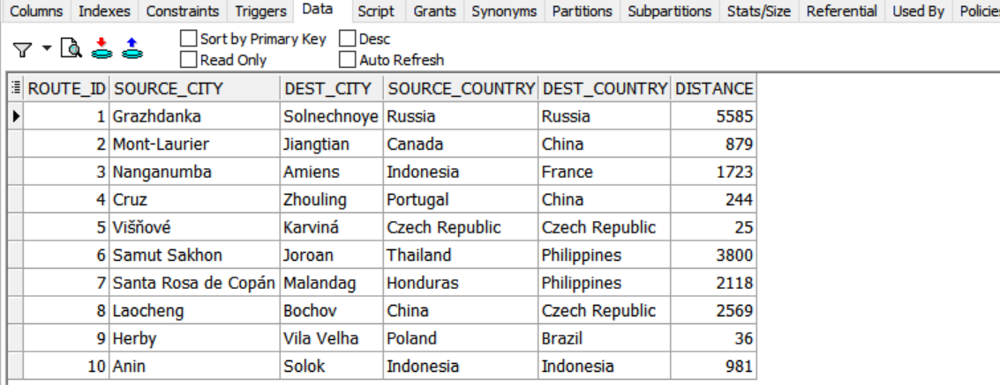 Columns Indexes Constraints Triggers Data Script Grants Synonyms Partitions Subpartitions Stats/Size Referential Used By
Sort by Primary Key Desc
Read Only Auto Refresh
ROUTE_ID SOURCE_CITY DEST_CITY SOURCE_COUNTRY DEST_COUNTRY DISTANCE
1 Grazhdanka Solnechnoye Russia Russia 5585
2 Mont-Laurier Jiangtian Canada China 879
3 Nanganumba Amiens Indonesia France 1723
4 Cruz Zhouling Portugal China 244
5 Višňové Karviná Czech Republic Czech Republic 25
6 Samut Sakhon Joroan Thailand Philippines 3800
7 Santa Rosa de Copán Malandag Honduras Philippines 2118
8 Laocheng Bochov China Czech Republic 2569
9 Herby Vila Velha Poland Brazil 36
10 Anin Solok Indonesia Indonesia 981